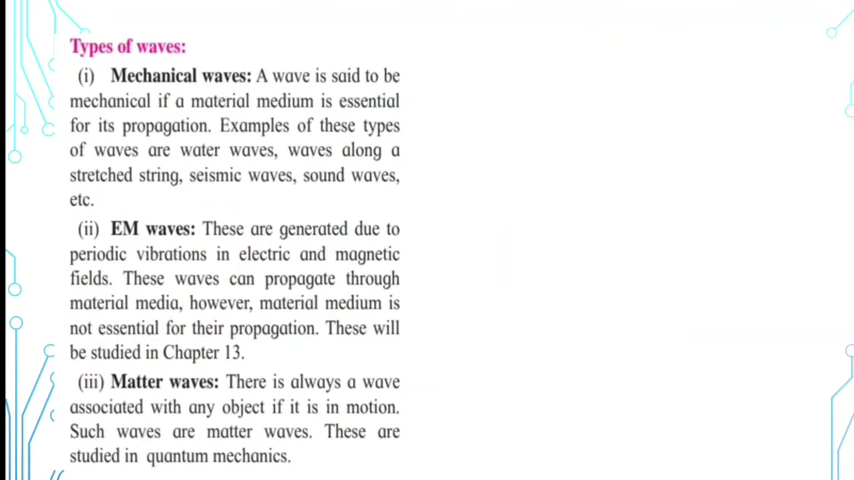 Types of waves:
(i) Mechanical waves: A wave is said to be
mechanical if a material medium is essential
for its propagation. Examples of these types
of waves are water waves, waves along a
stretched string, seismic waves, sound waves,
etc.
(ii) EM waves: These are generated due to
periodic vibrations in electric and magnetic
fields. These waves can propagate through
material media, however, material medium is
not essential for their propagation. These will
be studied in Chapter 13.
(iii) Matter waves: There is always a wave
associated with any object if it is in motion.
Such waves are matter waves. These are
studied in quantum mechanics.